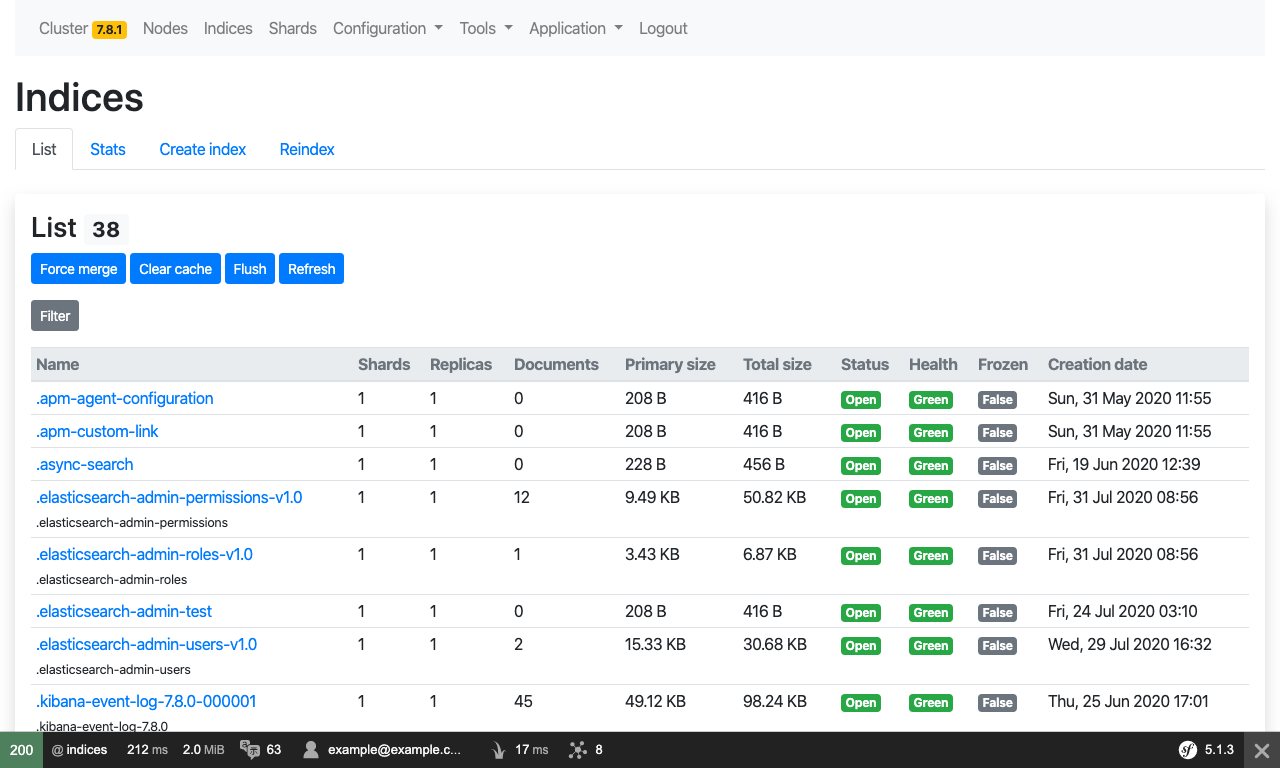 Cluster 7.8.1 Nodes Indices Shards Configuration Tools Application Logout
Indices
List Stats Create index Reindex
List 38
Force merge Clear cache Flush Refresh
Filter
Name Shards Replicas Documents Primary size Total size Status Health Frozen Creation date
.apm-agent-configuration 1 1 0 208 B 416 B Open Green False Sun, 31 May 2020 11:55
.apm-custom-link 1 1 0 208 B 416 B Open Green False Sun, 31 May 2020 11:55
.async-search 1 1 0 228 B 456 B Open Green False Fri, 19 Jun 2020 12:39
.elasticsearch-admin-permissions-v1.0 1 1 12 9.49 KB 50.82 KB Open Green False Fri, 31 Jul 2020 08:56
.elasticsearch-admin-permissions
.elasticsearch-admin-roles-v1.0 1 1 1 3.43 KB 6.87 KB Open Green False Fri, 31 Jul 2020 08:56
.elasticsearch-admin-roles
.elasticsearch-admin-test 1 1 0 208 B 416 B Open Green False Fri, 24 Jul 2020 03:10
.elasticsearch-admin-users-v1.0 1 1 2 15.33 KB 30.68 KB Open Green False Wed, 29 Jul 2020 16:32
.elasticsearch-admin-users
.kibana-event-log-7.8.0-000001 1 1 45 49.12 KB 98.24 KB Open Green False Thu, 25 Jun 2020 17:01
.kibana-event-log-7.8.0
200 @ indices 212 ms 2.0 MiB 63 example@example.c... 17 ms 8 5.1.3